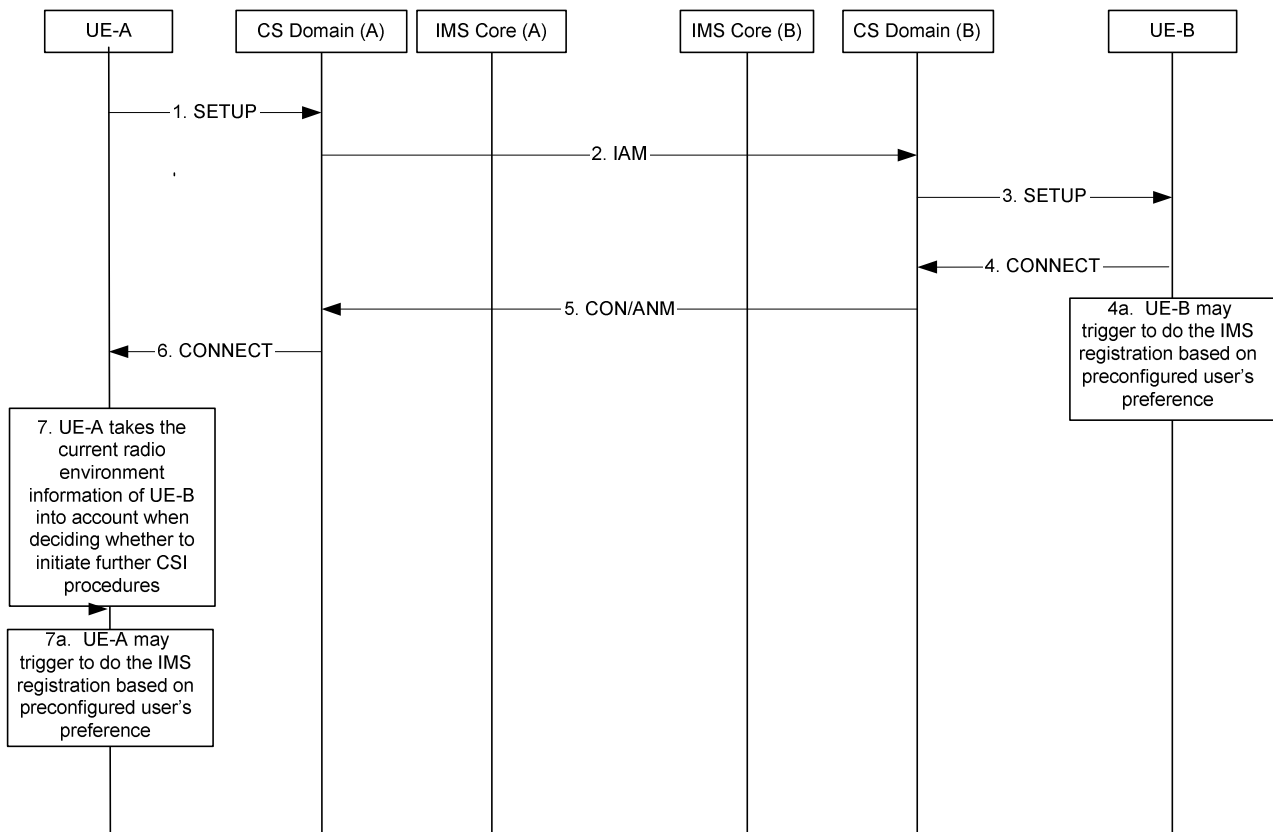 UE-A
CS Domain (A)
IMS Core (A)
IMS Core (B)
CS Domain (B)
UE-B
1. SETUP
2. IAM
3. SETUP
4. CONNECT
5. CON/ANM
4a. UE-B may
trigger to do the IMS
registration based on
preconfigured user's
preference
6. CONNECT
7. UE-A takes the
current radio
environment
information of UE-B
into account when
deciding whether to
initiate further CSI
procedures
7a. UE-A may
trigger to do the IMS
registration based on
preconfigured user's
preference